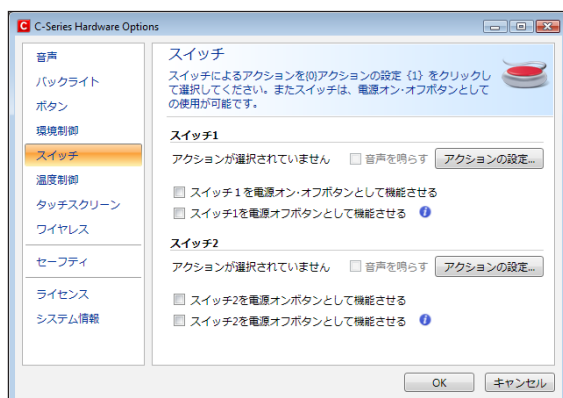 C-Series Hardware Options
音声
バックライト
ボタン
環境制御
スイッチ
温度制御
タッチスクリーン
ワイヤレス
セーフティ
ライセンス
システム情報
スイッチ
スイッチによるアクションを{0}アクションの設定 {1} をクリックし
て選択してください。またスイッチは、電源オン・オフボタンとして
の使用が可能です。
スイッチ1
アクションが選択されていません 音声を鳴らす アクションの設定...
スイッチ 1 を電源オン・オフボタンとして機能させる
スイッチ1を電源オフボタンとして機能させる
スイッチ2
アクションが選択されていません 音声を鳴らす アクションの設定...
スイッチ2を電源オンボタンとして機能させる
スイッチ2を電源オフボタンとして機能させる
OK キャンセル